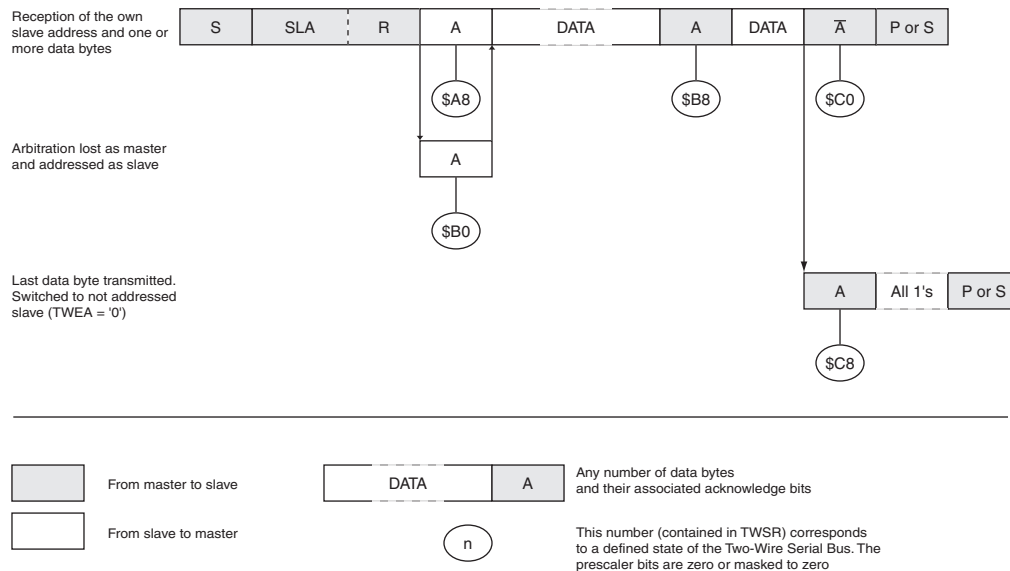 Reception of the own
slave address and one or
more data bytes
S SLA R A DATA A DATA A̅ P or S
$A8 $B8 $C0
Arbitration lost as master
and addressed as slave
A
$B0
Last data byte transmitted.
Switched to not addressed
slave (TWEA = '0')
A All 1's P or S
$C8
From master to slave
DATA A
Any number of data bytes
and their associated acknowledge bits
From slave to master
n
This number (contained in TWSR) corresponds
to a defined state of the Two-Wire Serial Bus. The
prescaler bits are zero or masked to zero